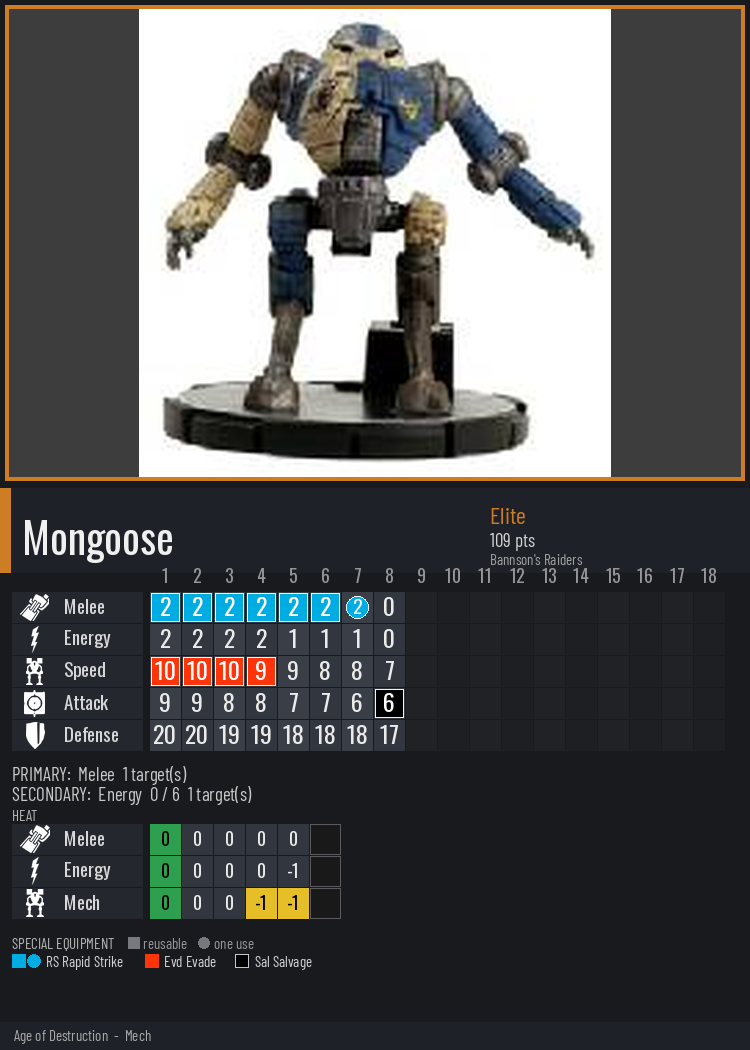 Mongoose
Elite
109 pts
Bannson's Raiders
1 2 3 4 5 6 7 8 9 10 11 12 13 14 15 16 17 18
Melee 2 2 2 2 2 2 2 0
Energy 2 2 2 2 1 1 1 0
Speed 10 10 10 9 9 8 8 7
Attack 9 9 8 8 7 7 6 6
Defense 20 20 19 19 18 18 18 17
PRIMARY: Melee 1 target(s)
SECONDARY: Energy 0 / 6 1 target(s)
HEAT
Melee 0 0 0 0 0
Energy 0 0 0 0 -1
Mech 0 0 0 -1 -1
SPECIAL EQUIPMENT reusable one use
RS Rapid Strike Evd Evade Sal Salvage
Age of Destruction - Mech